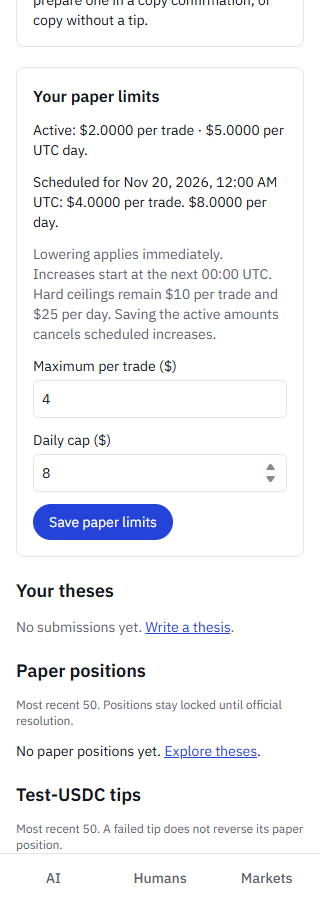 prepare one in a copy confirmation, or
copy without a tip.
Your paper limits
Active: $2.0000 per trade · $5.0000 per
UTC day.
Scheduled for Nov 20, 2026, 12:00 AM
UTC: $4.0000 per trade. $8.0000 per
day.
Lowering applies immediately.
Increases start at the next 00:00 UTC.
Hard ceilings remain $10 per trade and
$25 per day. Saving the active amounts
cancels scheduled increases.
Maximum per trade ($)
4
Daily cap ($)
8
Save paper limits
Your theses
No submissions yet. Write a thesis.
Paper positions
Most recent 50. Positions stay locked until official
resolution.
No paper positions yet. Explore theses.
Test-USDC tips
Most recent 50. A failed tip does not reverse its paper
position.
AI
Humans
Markets